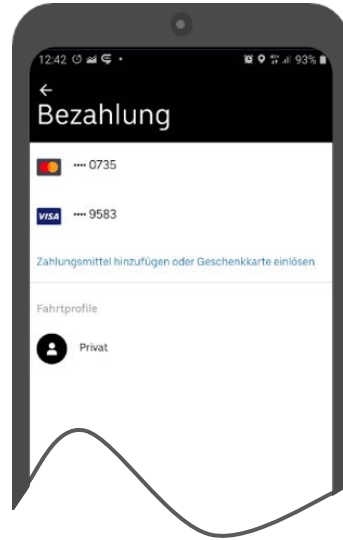 12:42
93%
Bezahlung
•••• 0735
VISA •••• 9583
Zahlungsmittel hinzufügen oder Geschenkkarte einlösen
Fahrtprofile
Privat